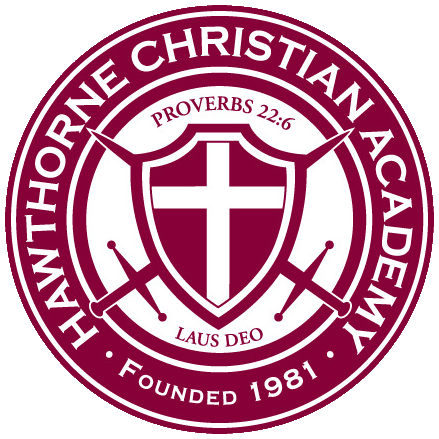 HAWTHORNE CHRISTIAN ACADEMY
PROVERBS 22:6
LAUS DEO
• FOUNDED 1981 •